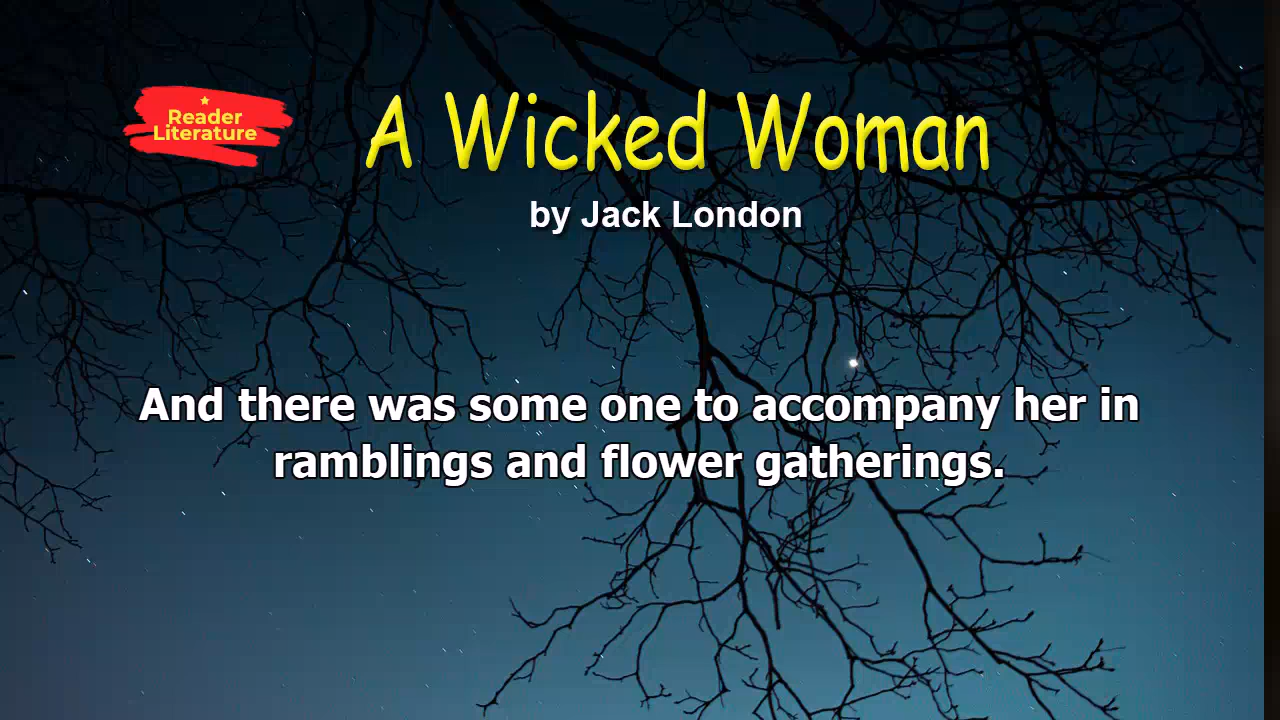 Reader
Literature
A Wicked Woman
by Jack London
And there was some one to accompany her in
ramblings and flower gatherings.